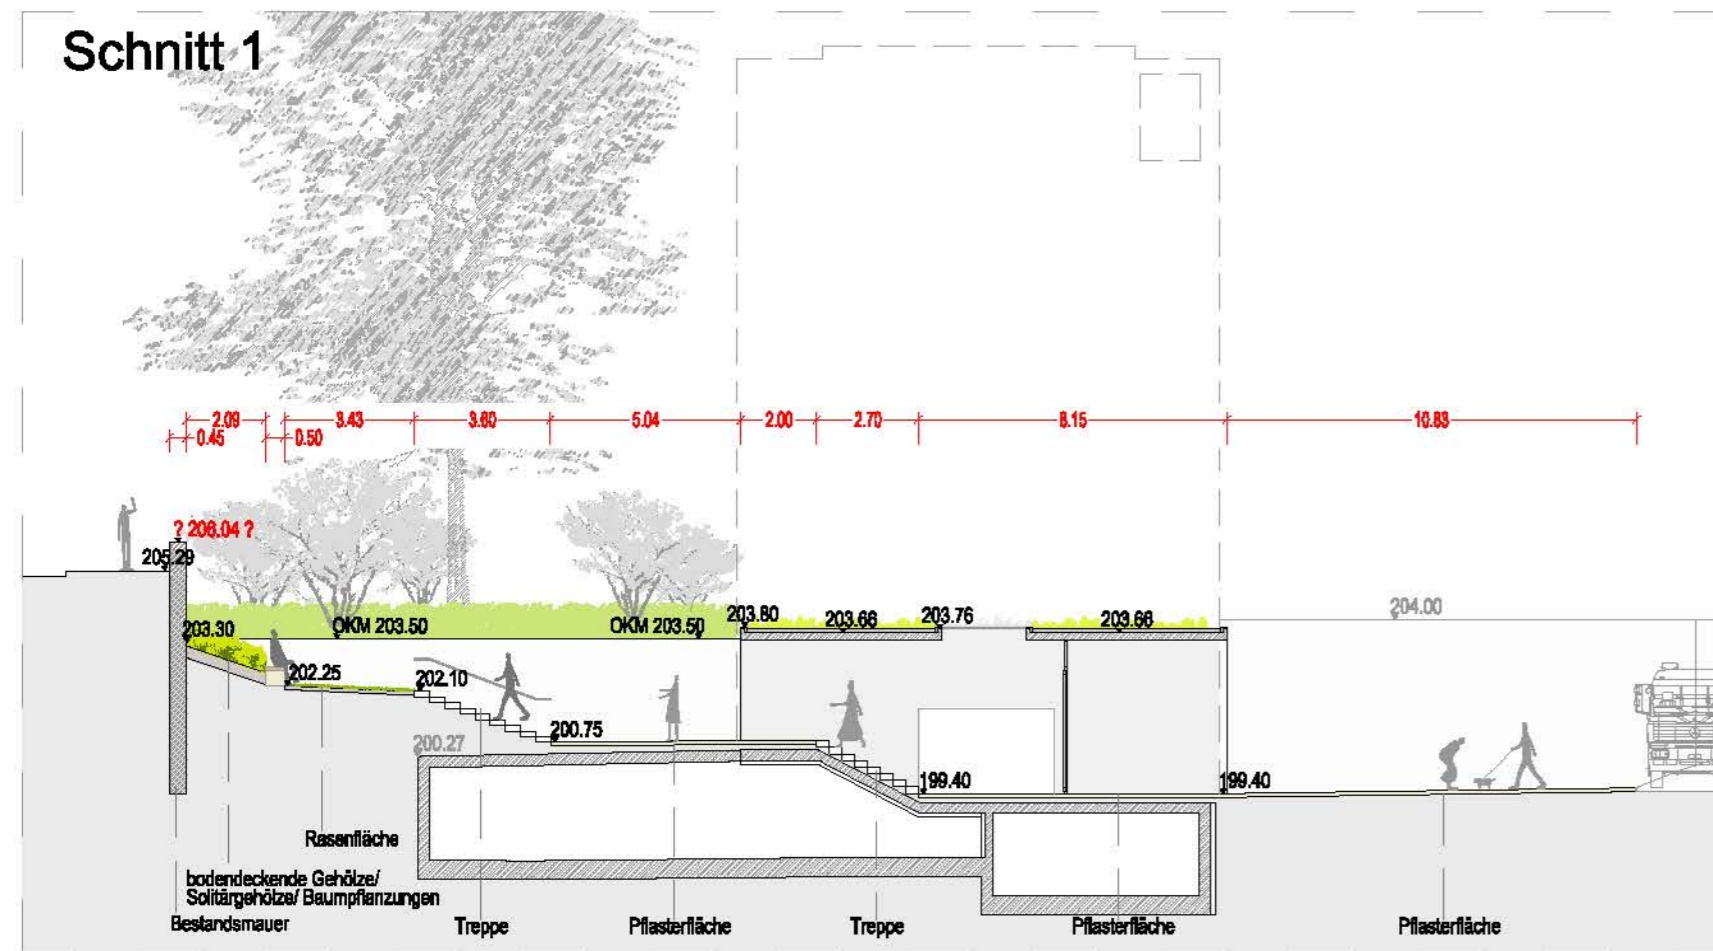 Schnitt 1
2.09
3.43
3.60
5.04
2.00
2.70
8.15
10.83
0.45
0.50
? 206.04 ?
205.29
203.30
OKM 203.50
OKM 203.50
203.80
203.66
203.76
203.66
204.00
202.25
202.10
200.75
200.27
199.40
199.40
Rasenfläche
bodendeckende Gehölze/
Solitärgehölze/ Baumpflanzungen
Bestandsmauer
Treppe
Pflasterfläche
Treppe
Pflasterfläche
Pflasterfläche